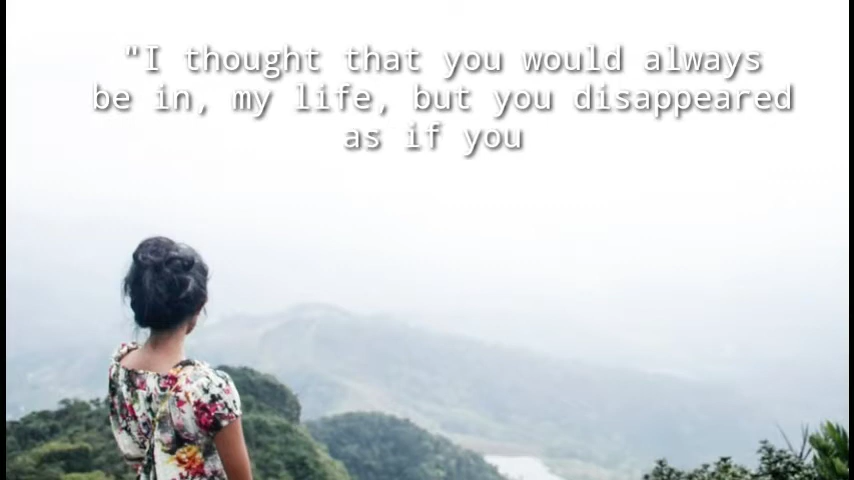 "I thought that you would always
be in, my life, but you disappeared
as if you